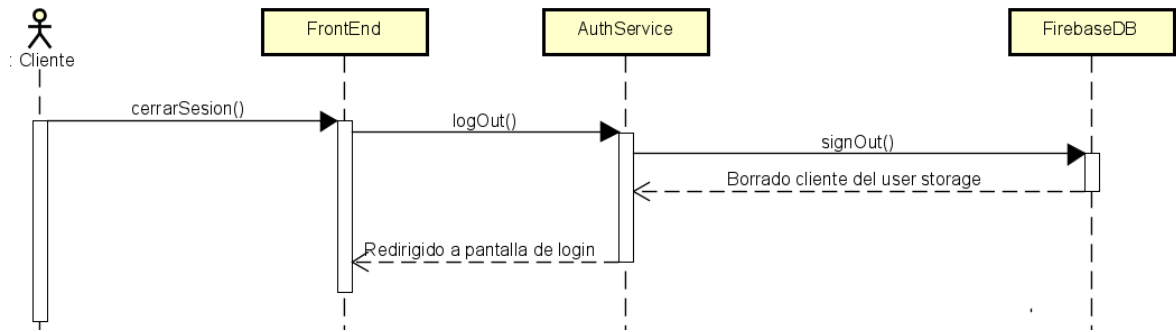 FrontEnd
AuthService
FirebaseDB
: Cliente
cerrarSesion()
logOut()
signOut()
Borrado cliente del user storage
Redirigido a pantalla de login